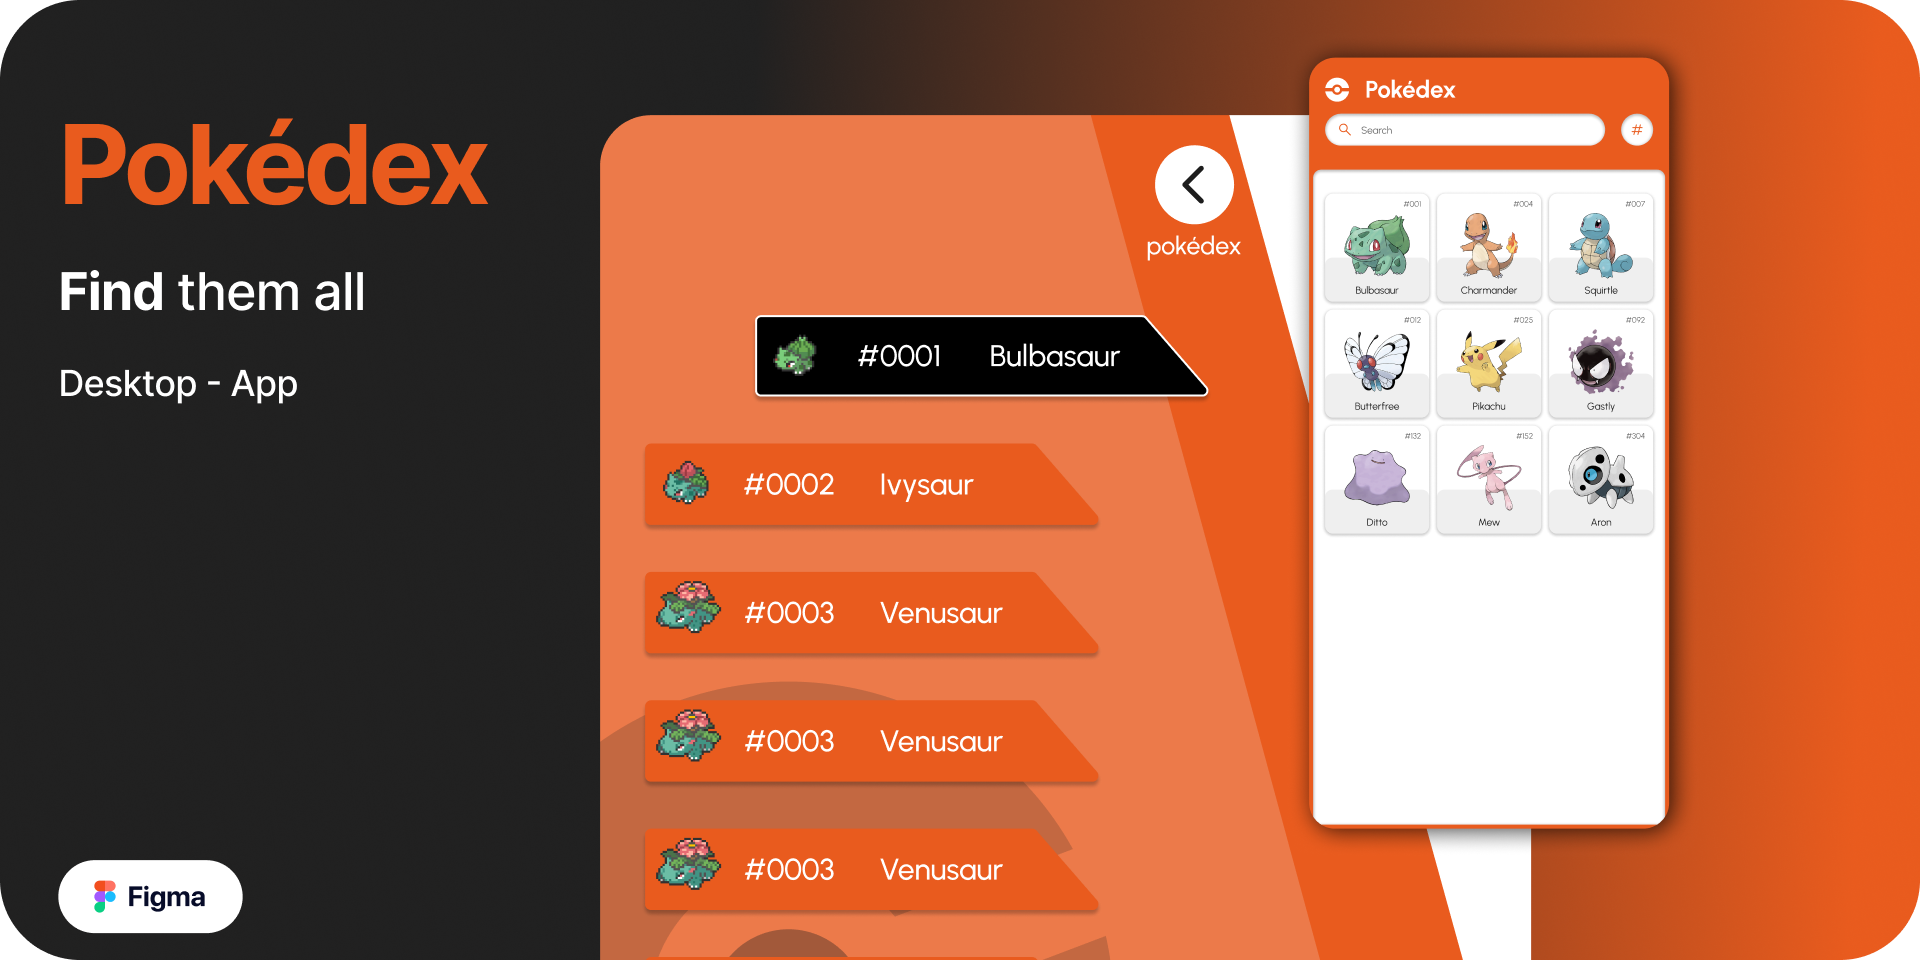 Pokédex
Find them all
Desktop - App
Figma
pokédex
#0001 Bulbasaur
#0002 Ivysaur
#0003 Venusaur
#0003 Venusaur
#0003 Venusaur
Pokédex
Search
#
#001 #004 #007
Bulbasaur Charmander Squirtle
#012 #025 #092
Butterfree Pikachu Gastly
#132 #152 #304
Ditto Mew Aron